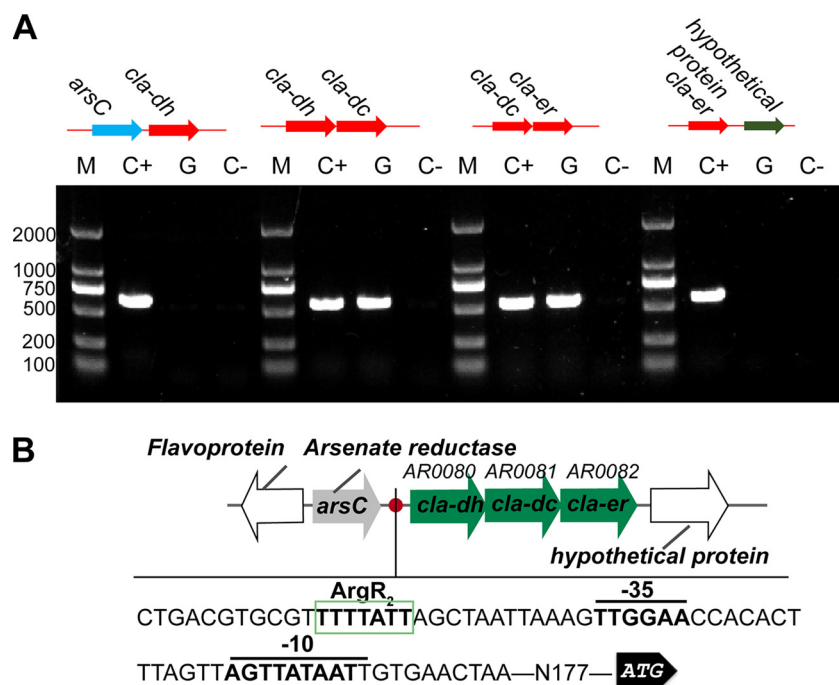 A
arsC cla-dh cla-dh cla-dc cla-dc cla-er cla-er hypothetical protein
M C+ G C- M C+ G C- M C+ G C- M C+ G C-
2000
1000
750
500
200
100
B
Flavoprotein Arsenate reductase
AR0080 AR0081 AR0082
arsC cla-dh cla-dc cla-er
hypothetical protein
ArgR2 -35
CTGACGTGCGTTTTTATTAGCTAATTAAAGTTGGAACCACACT
-10
TTAGTTAGTTATAATTGTGAACTAA—N177—ATG